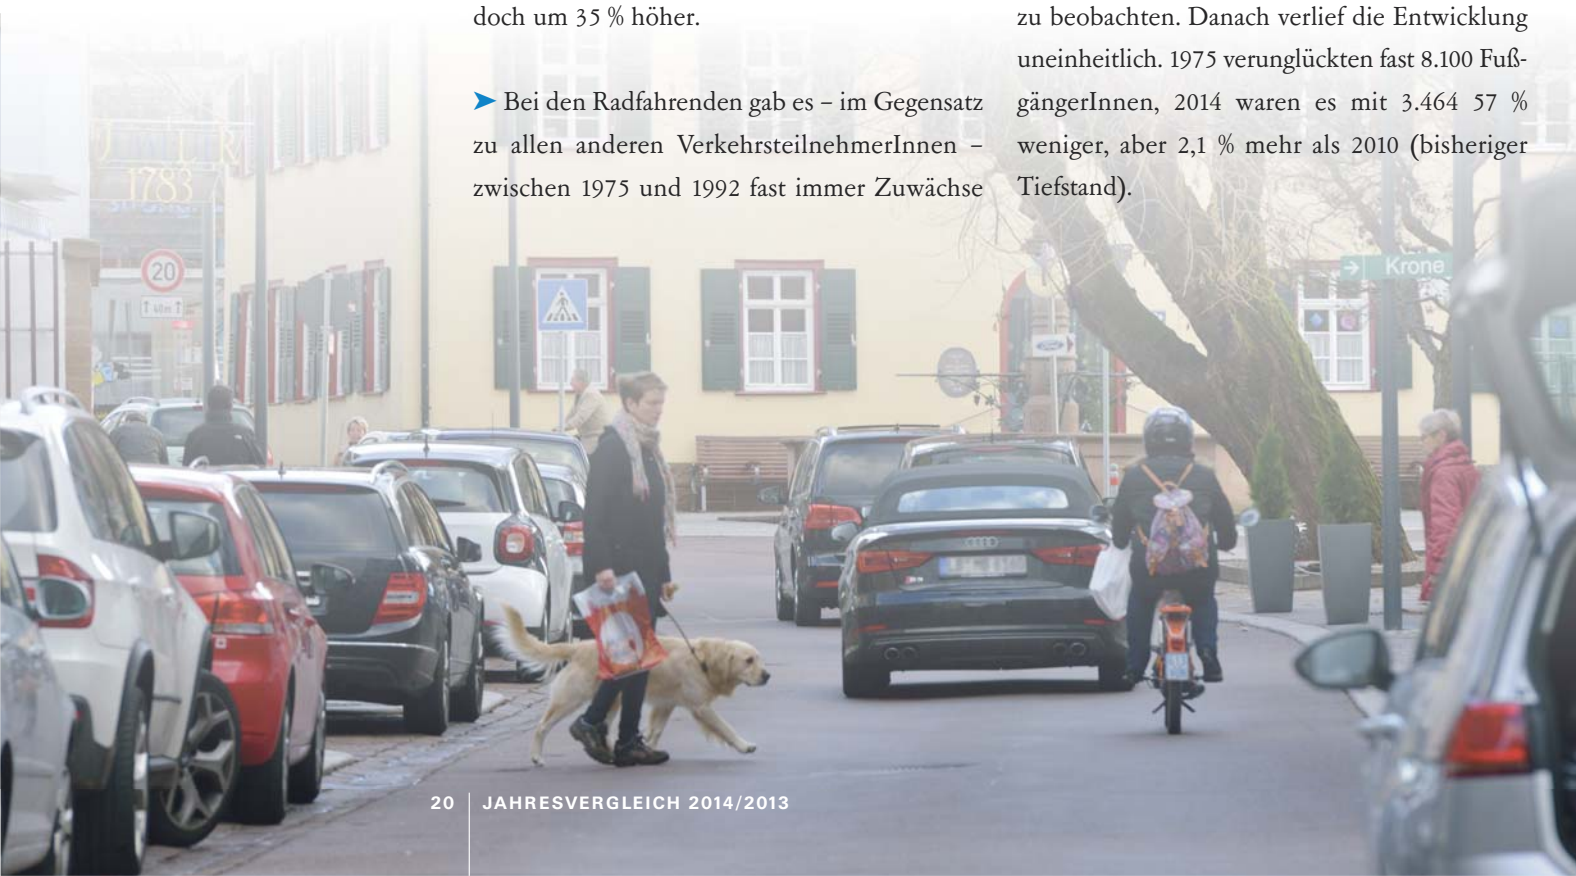 doch um 35 % höher.
➤ Bei den Radfahrenden gab es – im Gegensatz
zu allen anderen VerkehrsteilnehmerInnen –
zwischen 1975 und 1992 fast immer Zuwächse
zu beobachten. Danach verlief die Entwicklung
uneinheitlich. 1975 verunglückten fast 8.100 Fuß-
gängerInnen, 2014 waren es mit 3.464 57 %
weniger, aber 2,1 % mehr als 2010 (bisheriger
Tiefstand).
1783
20
Krone
Ford
20 | JAHRESVERGLEICH 2014/2013